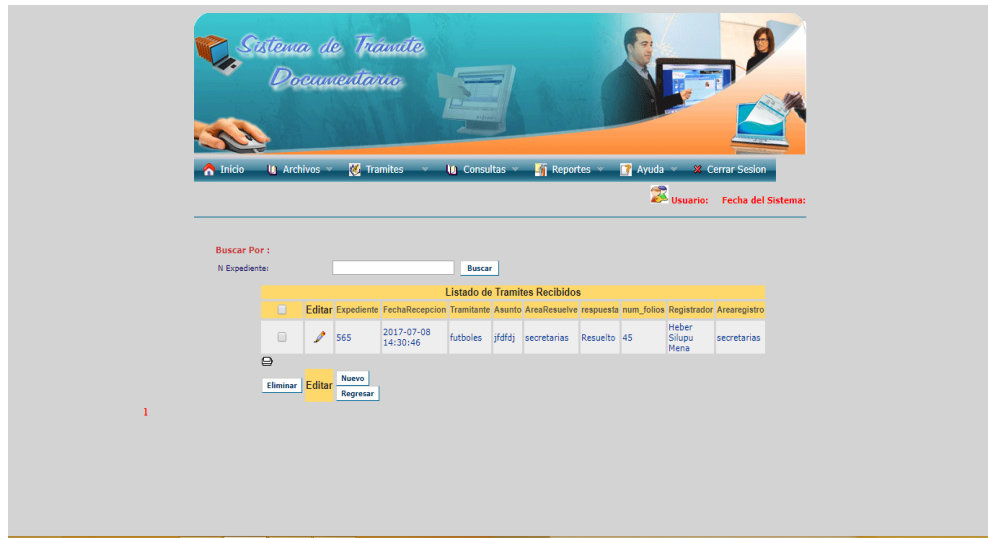 Sistema de Trámite
Documentario
Inicio Archivos Tramites Consultas Reportes Ayuda Cerrar Sesion
Usuario: Fecha del Sistema:
Buscar Por :
N Expediente: Buscar
Listado de Tramites Recibidos
Editar Expediente FechaRecepcion Tramitante Asunto AreaResuelve respuesta num_folios Registrador Arearegistro
565 2017-07-08 14:30:46 futboles jfdfdj secretarias Resuelto 45 Heber Silupu Mena secretarias
Eliminar Editar Nuevo
Regresar
1